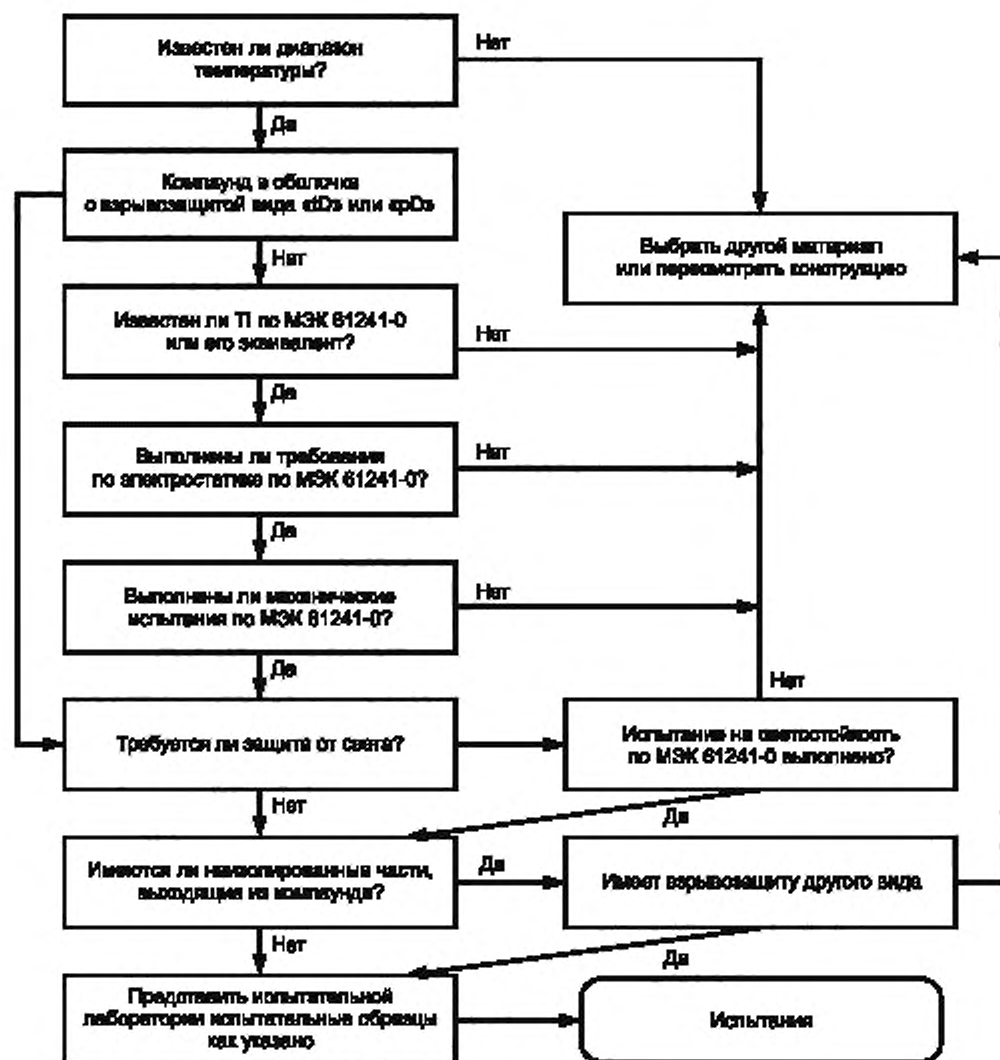 Известен ли диапазон
температуры?
Нет
Да
Компаунд в оболочке
с взрывозащитой вида «tD» или «pD»
Нет
Выбрать другой материал
или пересмотреть конструкцию
Известен ли TI по МЭК 61241-0
или его эквивалент?
Нет
Да
Выполнены ли требования
по электростатике по МЭК 61241-0?
Нет
Да
Выполнены ли механические
испытания по МЭК 61241-0?
Нет
Да
Нет
Требуется ли защита от света?
Испытание на светостойкость
по МЭК 61241-0 выполнено?
Нет
Да
Имеются ли неизолированные части,
выходящие из компаунда?
Да
Имеет взрывозащиту другого вида
Нет
Да
Представить испытательной
лаборатории испытательные образцы
как указано
Испытания